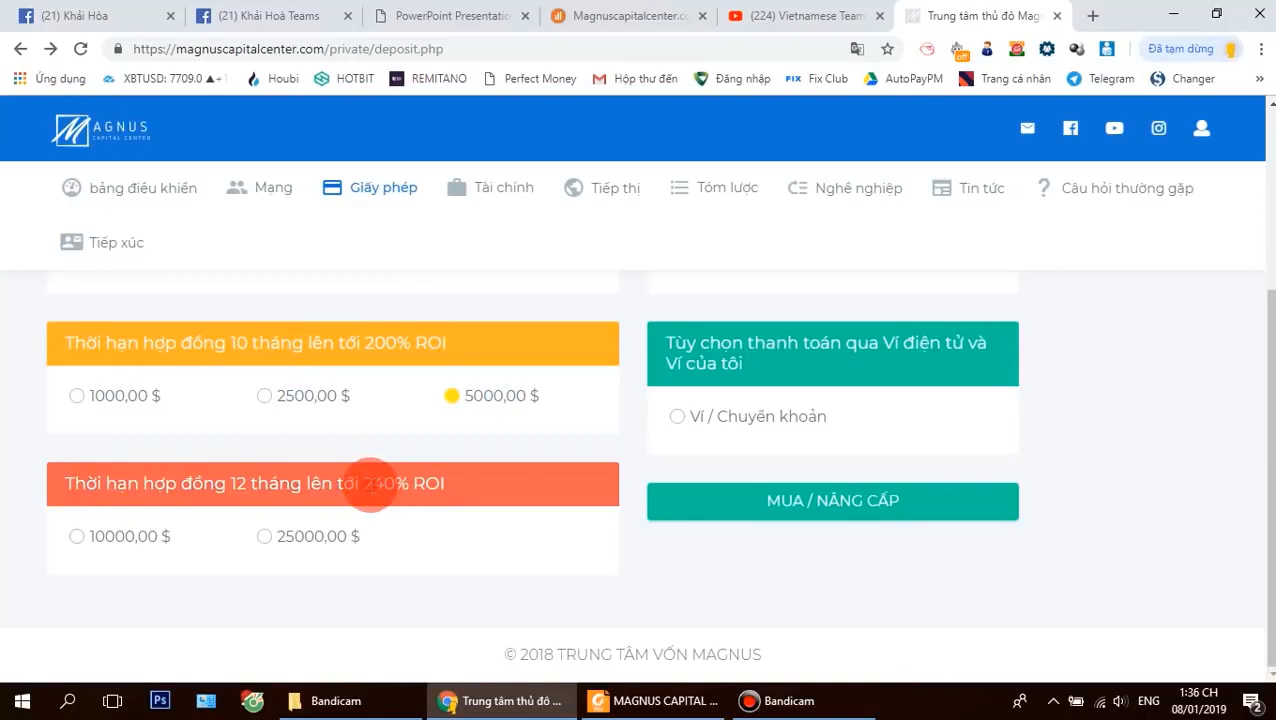 (21) Khải Hòa
(21) Khải Hoà Teams
PowerPoint Presentatio
Magnuscapitalcenter.co
(224) Vietnamese Team
Trung tâm thủ đô Mag
https://magnuscapitalcenter.com/private/deposit.php
off
Đã tạm dừng
Ứng dụng
XBTUSD: 7709.0 ▲+1
Houbi
HOTBIT
REMITANO
Perfect Money
Hộp thư đến
Đăng nhập
FIX Fix Club
AutoPayPM
Trang cá nhân
Telegram
Changer
»
MAGNUS
CAPITAL CENTER
bảng điều khiển
Mạng
Giấy phép
Tài chính
Tiếp thị
Tóm lược
Nghề nghiệp
Tin tức
Câu hỏi thường gặp
Tiếp xúc
Thời hạn hợp đồng 10 tháng lên tới 200% ROI
1000,00 $
2500,00 $
5000,00 $
Tùy chọn thanh toán qua Ví điện tử và
Ví của tôi
Ví / Chuyển khoản
Thời hạn hợp đồng 12 tháng lên tới 240% ROI
10000,00 $
25000,00 $
MUA / NÂNG CẤP
© 2018 TRUNG TÂM VỐN MAGNUS
Ps
Bandicam
Trung tâm thủ đô ...
MAGNUS CAPITAL ...
Bandicam
ENG
1:36 CH
08/01/2019
2